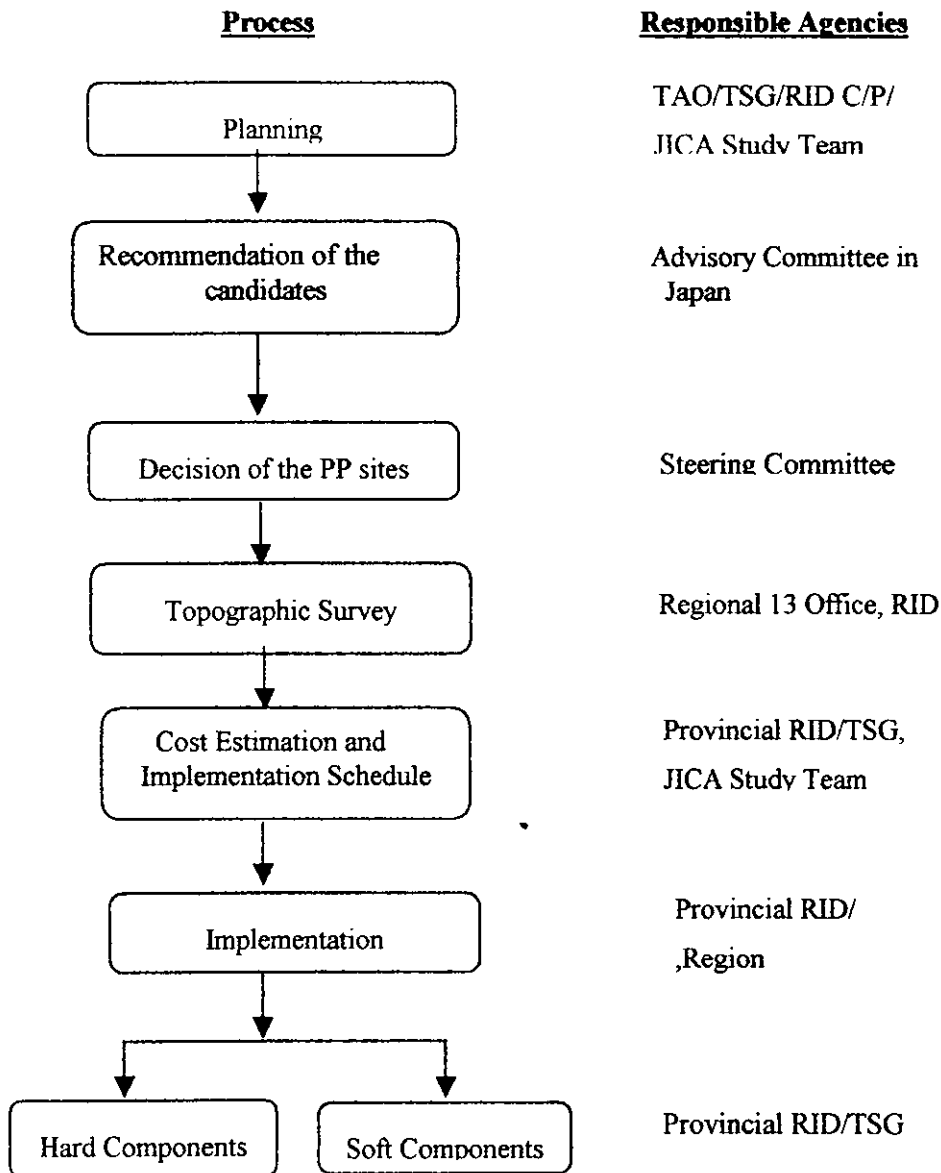 Process
Responsible Agencies
Planning
TAO/TSG/RID C/P/
JICA Study Team
Recommendation of the
candidates
Advisory Committee in
Japan
Decision of the PP sites
Steering Committee
Topographic Survey
Regional 13 Office, RID
Cost Estimation and
Implementation Schedule
Provincial RID/TSG,
JICA Study Team
Implementation
Provincial RID/
,Region
Hard Components
Soft Components
Provincial RID/TSG